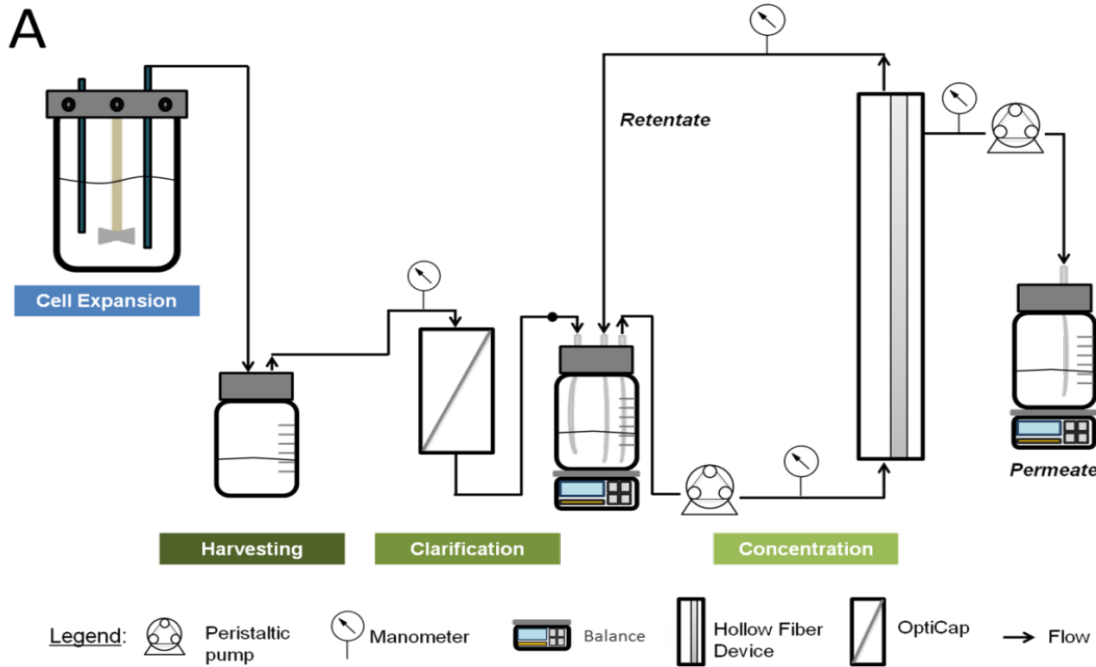 A
Retentate
Cell Expansion
Permeate
Harvesting
Clarification
Concentration
Legend:
Peristaltic
pump
Manometer
Balance
Hollow Fiber
Device
OptiCap
Flow